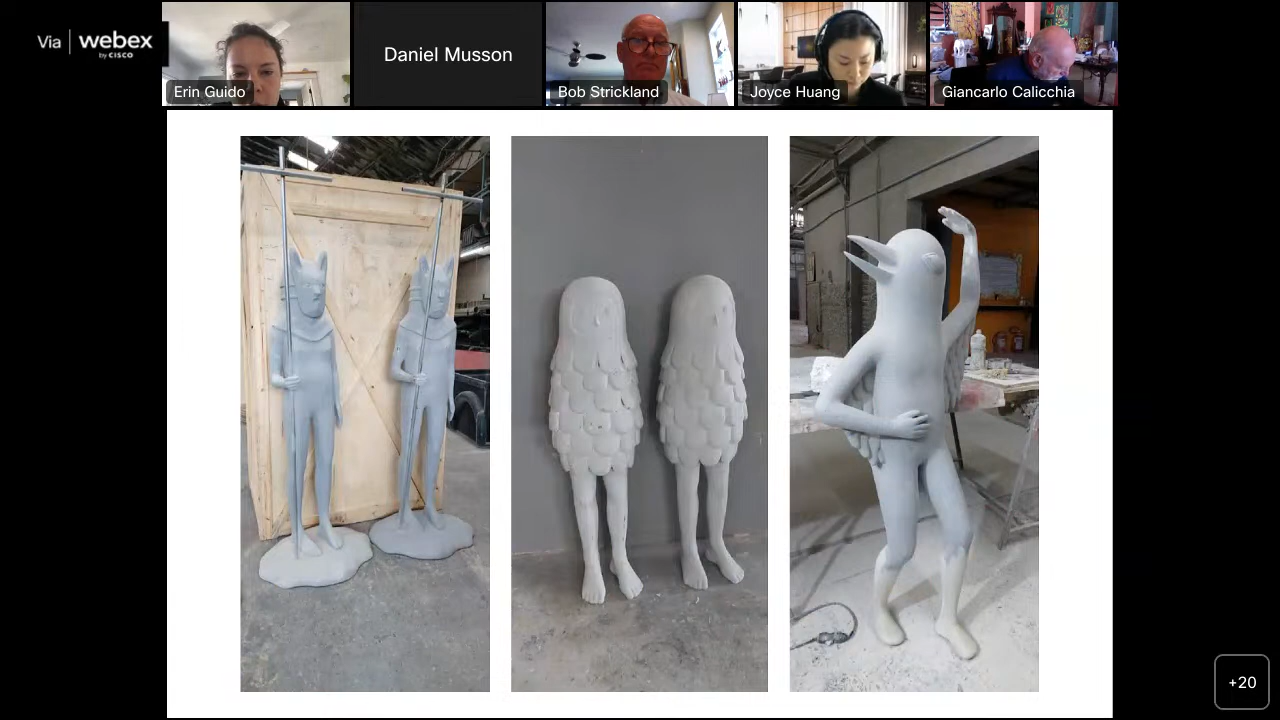 Via webex
by CISCO
Erin Guido
Daniel Musson
Bob Strickland
Joyce Huang
Giancarlo Calicchia
+20